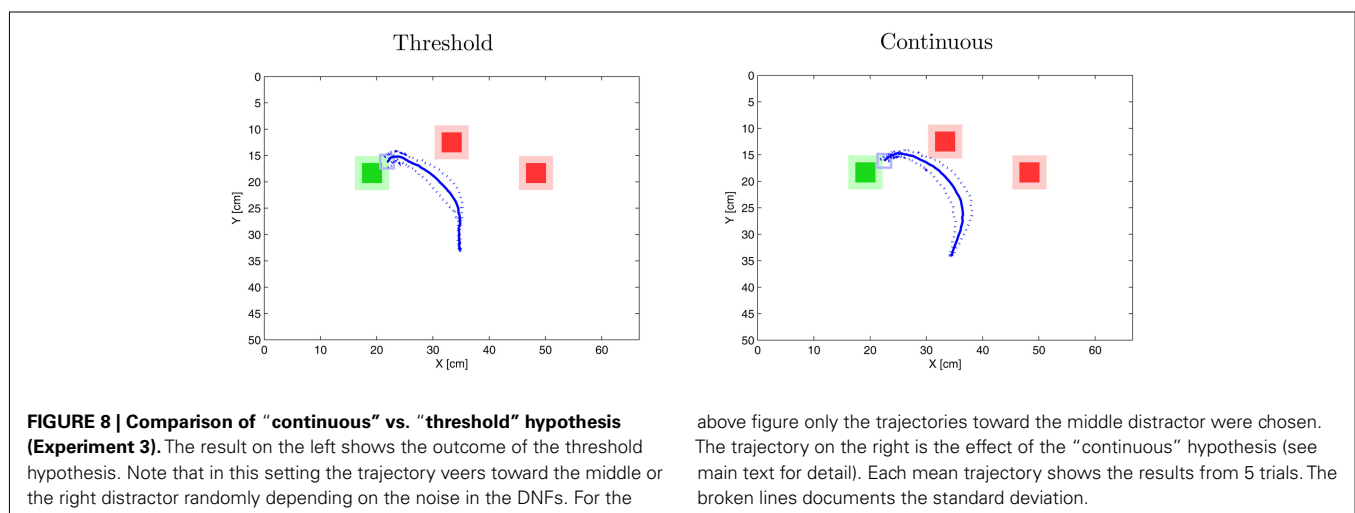 Threshold
0
5
10
15
20
25
30
35
40
45
50
Y [cm]
0 10 20 30 40 50 60
X [cm]
Continuous
0
5
10
15
20
25
30
35
40
45
50
Y [cm]
0 10 20 30 40 50 60
X [cm]
FIGURE 8 | Comparison of “continuous” vs. “threshold” hypothesis
(Experiment 3). The result on the left shows the outcome of the threshold
hypothesis. Note that in this setting the trajectory veers toward the middle or
the right distractor randomly depending on the noise in the DNFs. For the
above figure only the trajectories toward the middle distractor were chosen.
The trajectory on the right is the effect of the “continuous” hypothesis (see
main text for detail). Each mean trajectory shows the results from 5 trials. The
broken lines documents the standard deviation.